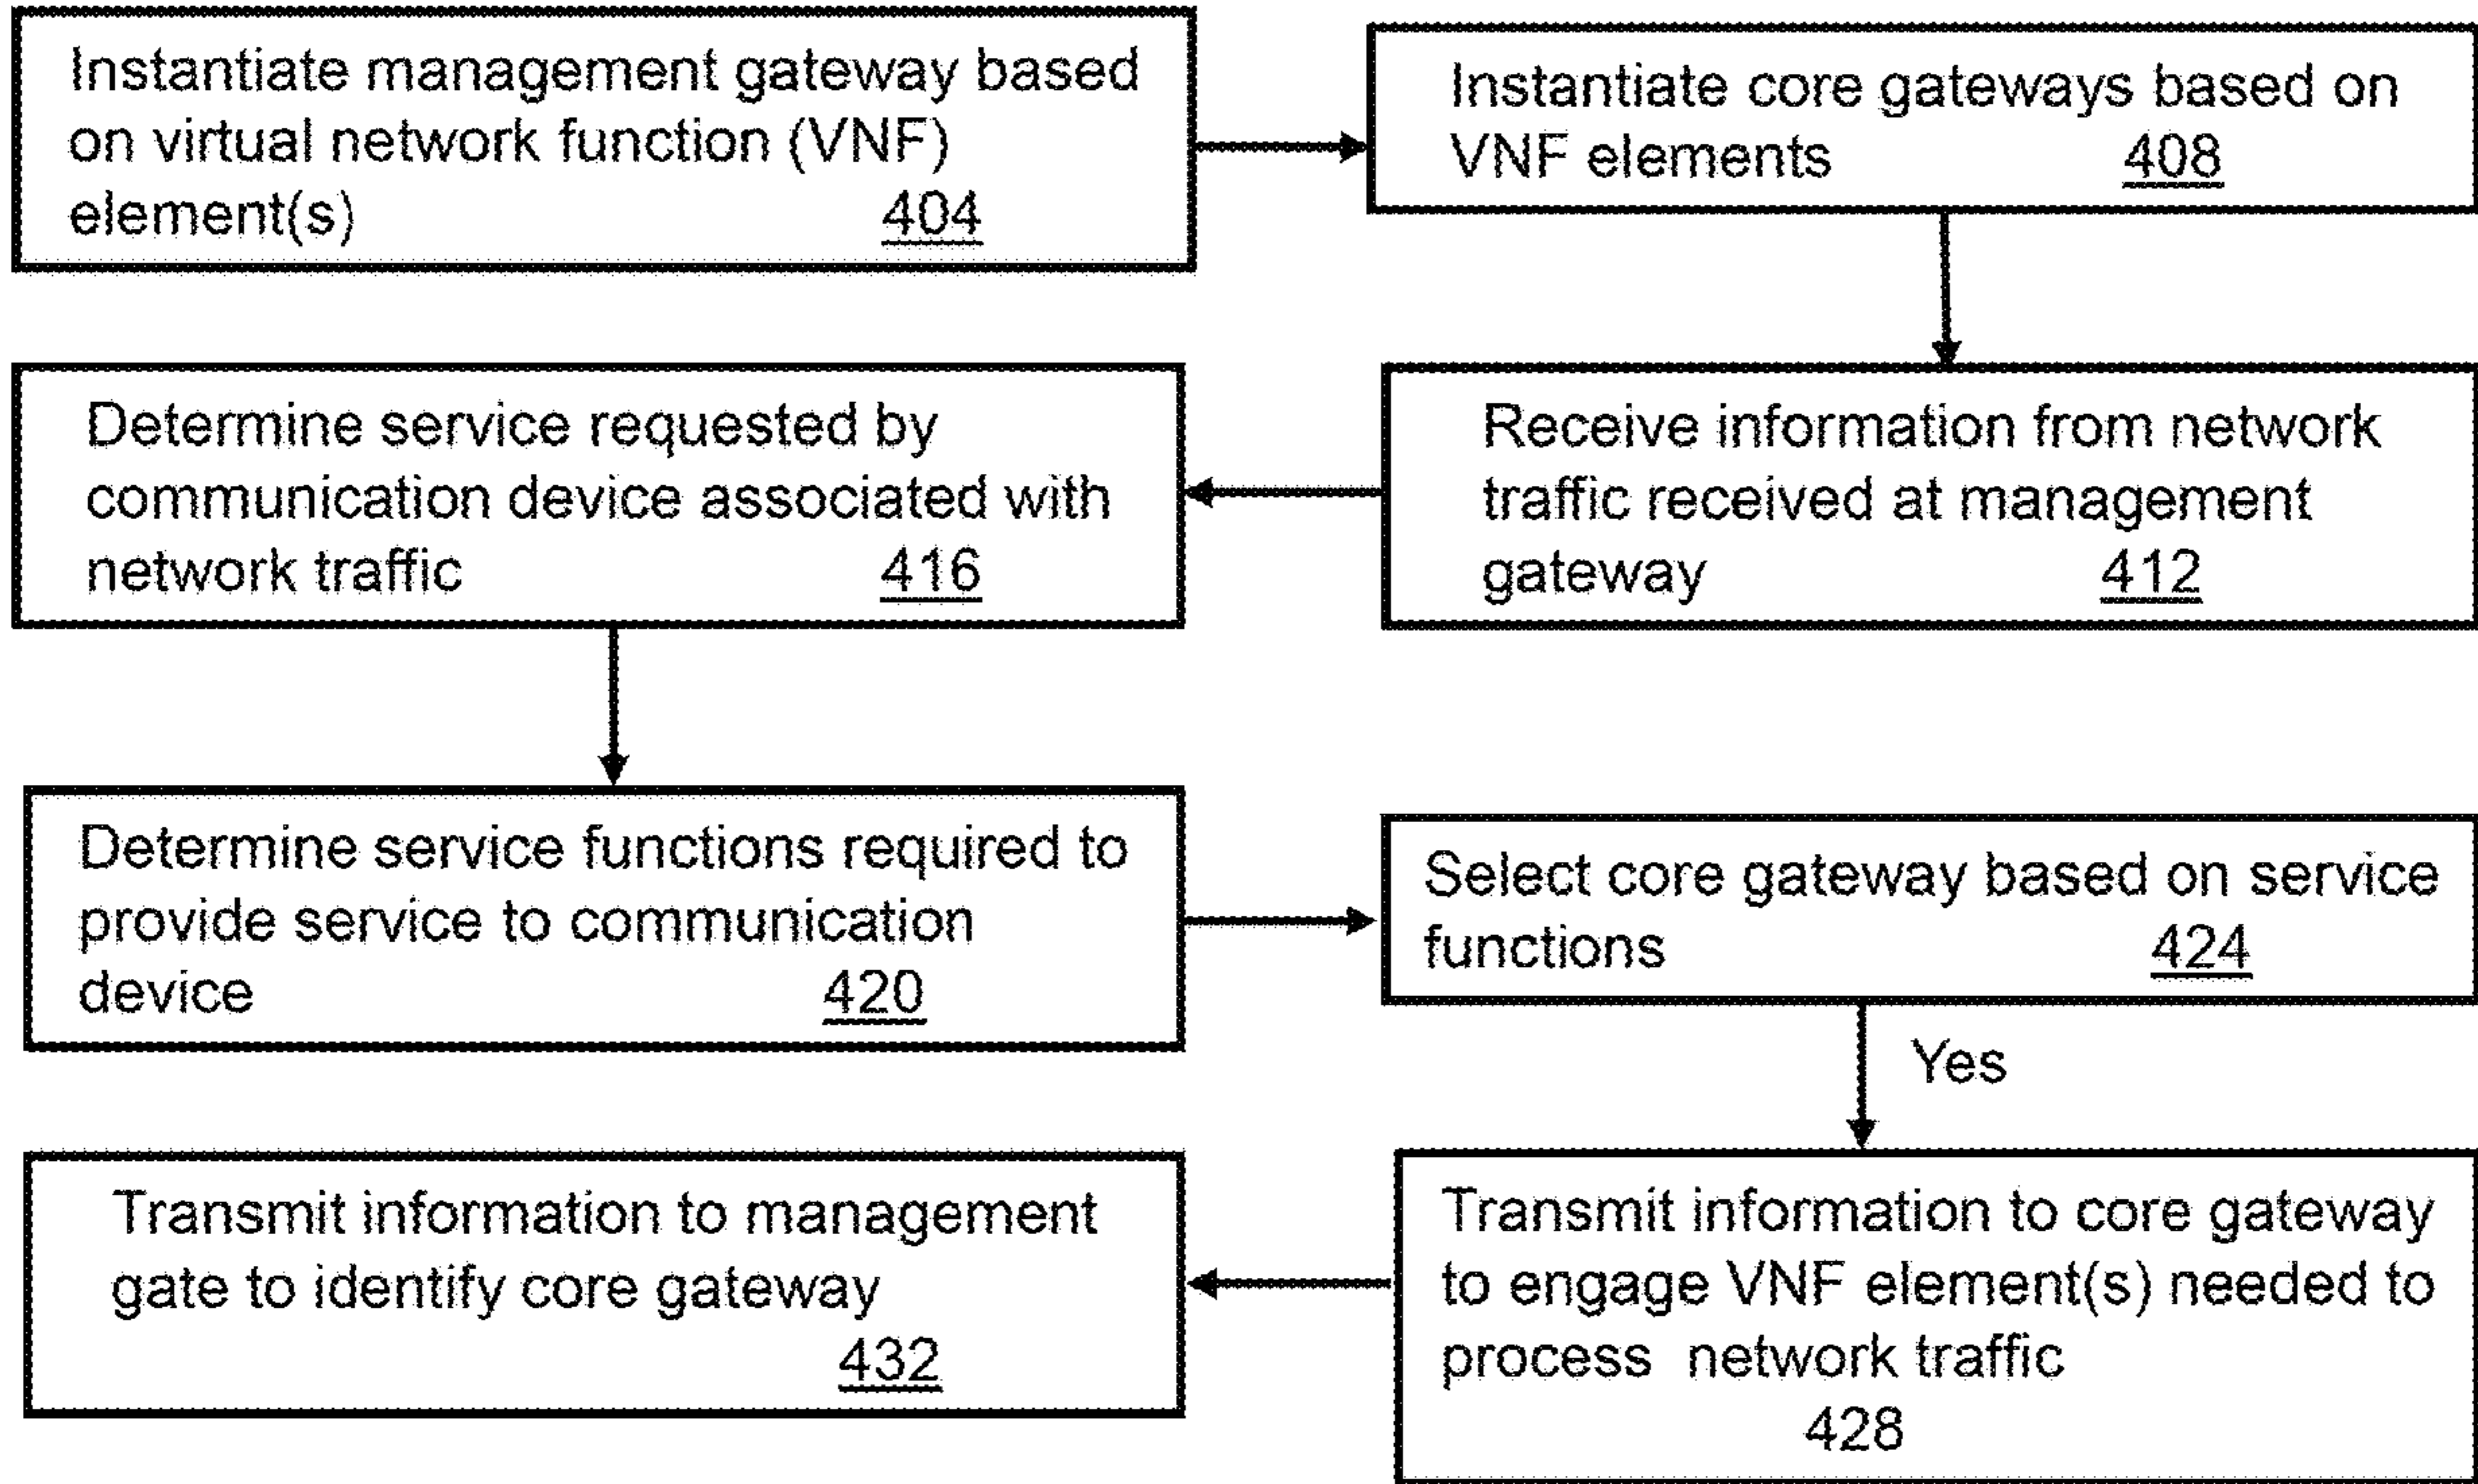 Instantiate management gateway based
on virtual network function (VNF)
element(s) 404
Instantiate core gateways based on
VNF elements 408
Receive information from network
traffic received at management
gateway 412
Determine service requested by
communication device associated with
network traffic 416
Determine service functions required to
provide service to communication
device 420
Select core gateway based on service
functions 424
Yes
Transmit information to core gateway
to engage VNF element(s) needed to
process network traffic
428
Transmit information to management
gate to identify core gateway
432